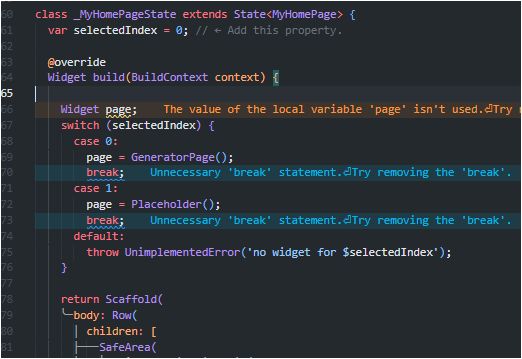 60 class _MyHomePageState extends State<MyHomePage> {
61 var selectedIndex = 0; // ← Add this property.
62
63 @override
64 Widget build(BuildContext context) {
65
66 Widget page; The value of the local variable 'page' isn't used.⏎Try r
67 switch (selectedIndex) {
68 case 0:
69 page = GeneratorPage();
70 break; Unnecessary 'break' statement.⏎Try removing the 'break'.
71 case 1:
72 page = Placeholder();
73 break; Unnecessary 'break' statement.⏎Try removing the 'break'.
74 default:
75 throw UnimplementedError('no widget for $selectedIndex');
76 }
77
78 return Scaffold(
79 body: Row(
80 children: [
81 SafeArea(